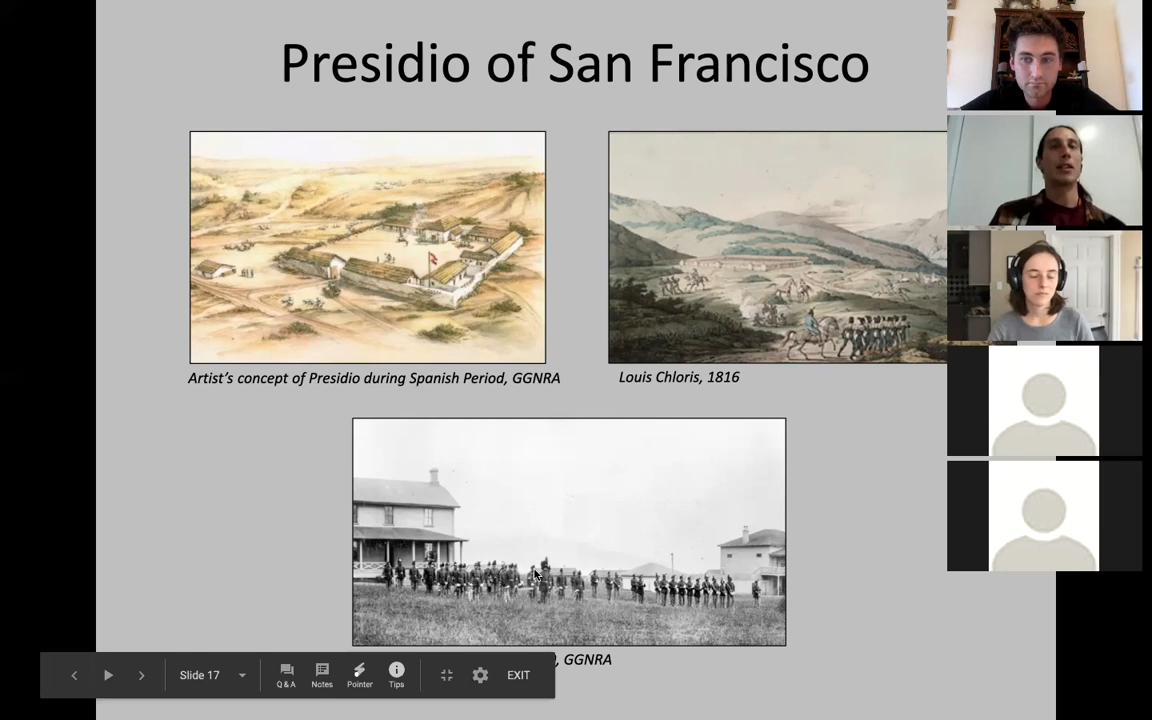 Presidio of San Francisco
Artist's concept of Presidio during Spanish Period, GGNRA
Louis Chloris, 1816
, GGNRA
Slide 17
Q & A
Notes
Pointer
Tips
EXIT